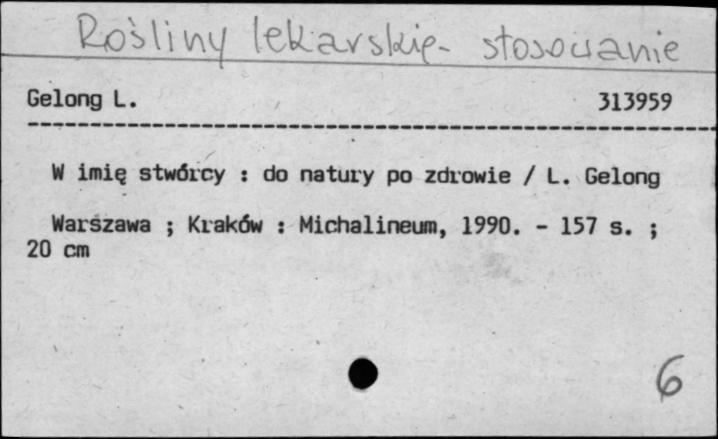 Rośliny lekarskie - stosowanie
Gelong L. 313959
W imię stwórcy : do natury po zdrowie / L. Gelong
Warszawa ; Kraków : Michalineum, 1990. - 157 s. ;
20 cm
6